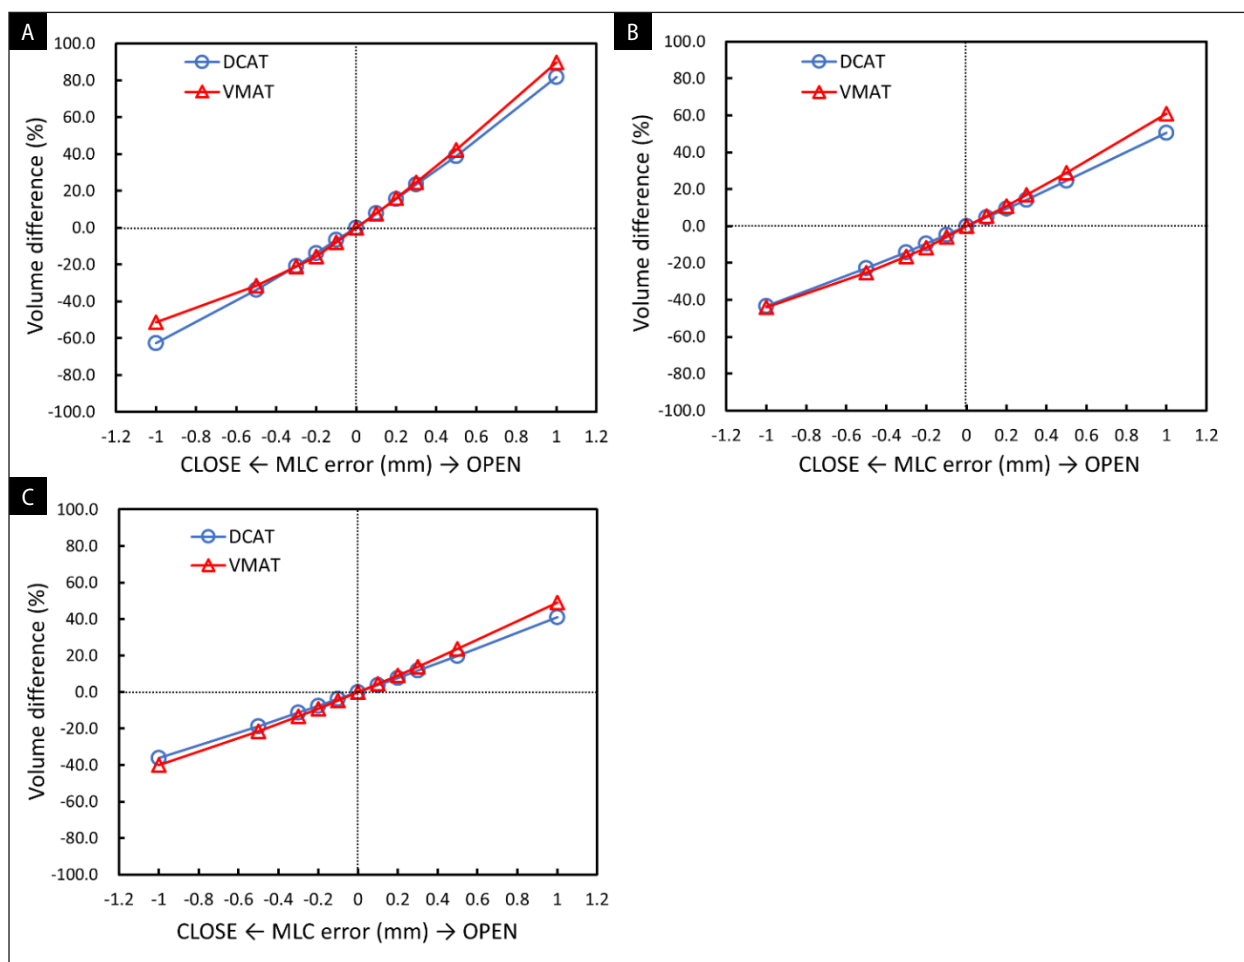 A
100.0
80.0
60.0
40.0
20.0
0.0
-20.0
-40.0
-60.0
-80.0
-100.0
Volume difference (%)
DCAT
VMAT
-1.2 -1 -0.8 -0.6 -0.4 -0.2 0 0.2 0.4 0.6 0.8 1 1.2
CLOSE ← MLC error (mm) → OPEN
B
100.0
80.0
60.0
40.0
20.0
0.0
-20.0
-40.0
-60.0
-80.0
-100.0
Volume difference (%)
DCAT
VMAT
-1.2 -1 -0.8 -0.6 -0.4 -0.2 0 0.2 0.4 0.6 0.8 1 1.2
CLOSE ← MLC error (mm) → OPEN
C
100.0
80.0
60.0
40.0
20.0
0.0
-20.0
-40.0
-60.0
-80.0
-100.0
Volume difference (%)
DCAT
VMAT
-1.2 -1 -0.8 -0.6 -0.4 -0.2 0 0.2 0.4 0.6 0.8 1 1.2
CLOSE ← MLC error (mm) → OPEN